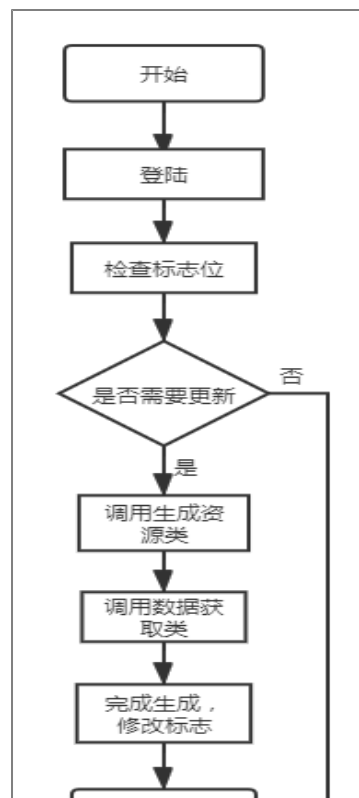 开始
登陆
检查标志位
是否需要更新
否
是
调用生成资
源类
调用数据获
取类
完成生成，
修改标志